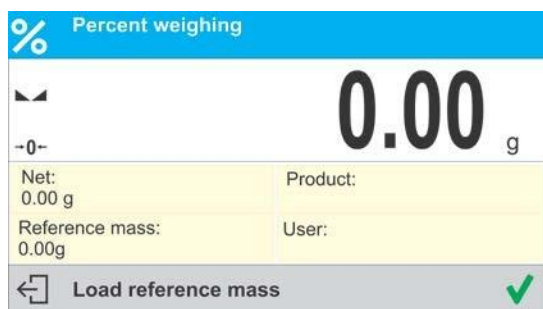 % Percent weighing
0.00 g
→0←
Net:
0.00 g
Product:
Reference mass:
0.00g
User:
Load reference mass